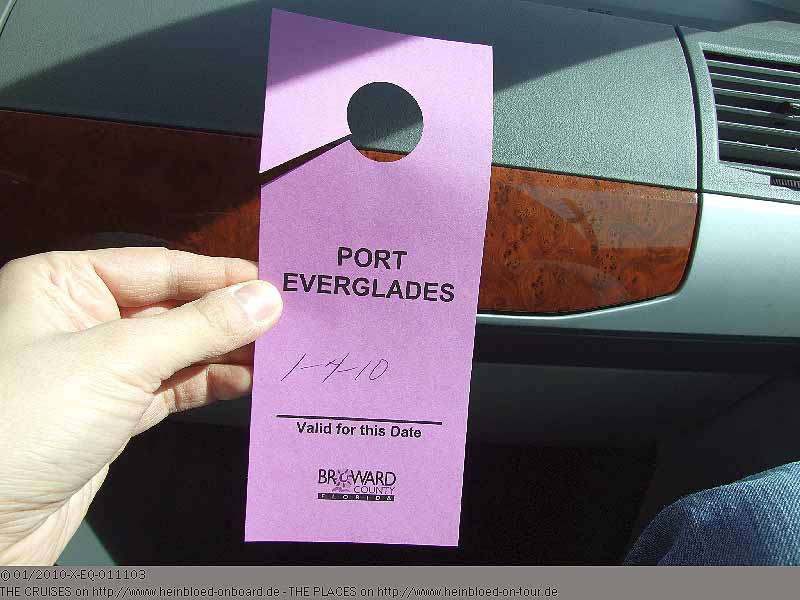 PORT
EVERGLADES
1-4-10
Valid for this Date
BROWARD
COUNTY
FLORIDA
©01/2010-X-EQ-011103
THE CRUISES on http://www.heinbloed-onboard.de - THE PLACES on http://www.heinbloed-on-tour.de